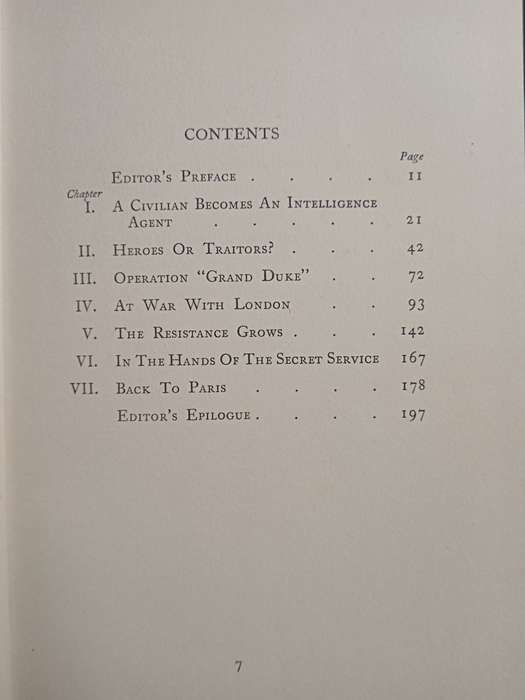 CONTENTS
Page
Editor's Preface . . . . 11
Chapter
I. A Civilian Becomes An Intelligence
Agent . . . . . 21
II. Heroes Or Traitors? . . . 42
III. Operation “Grand Duke” . . 72
IV. At War With London . . 93
V. The Resistance Grows . . . 142
VI. In The Hands Of The Secret Service 167
VII. Back To Paris . . . . 178
Editor's Epilogue . . . . 197
7